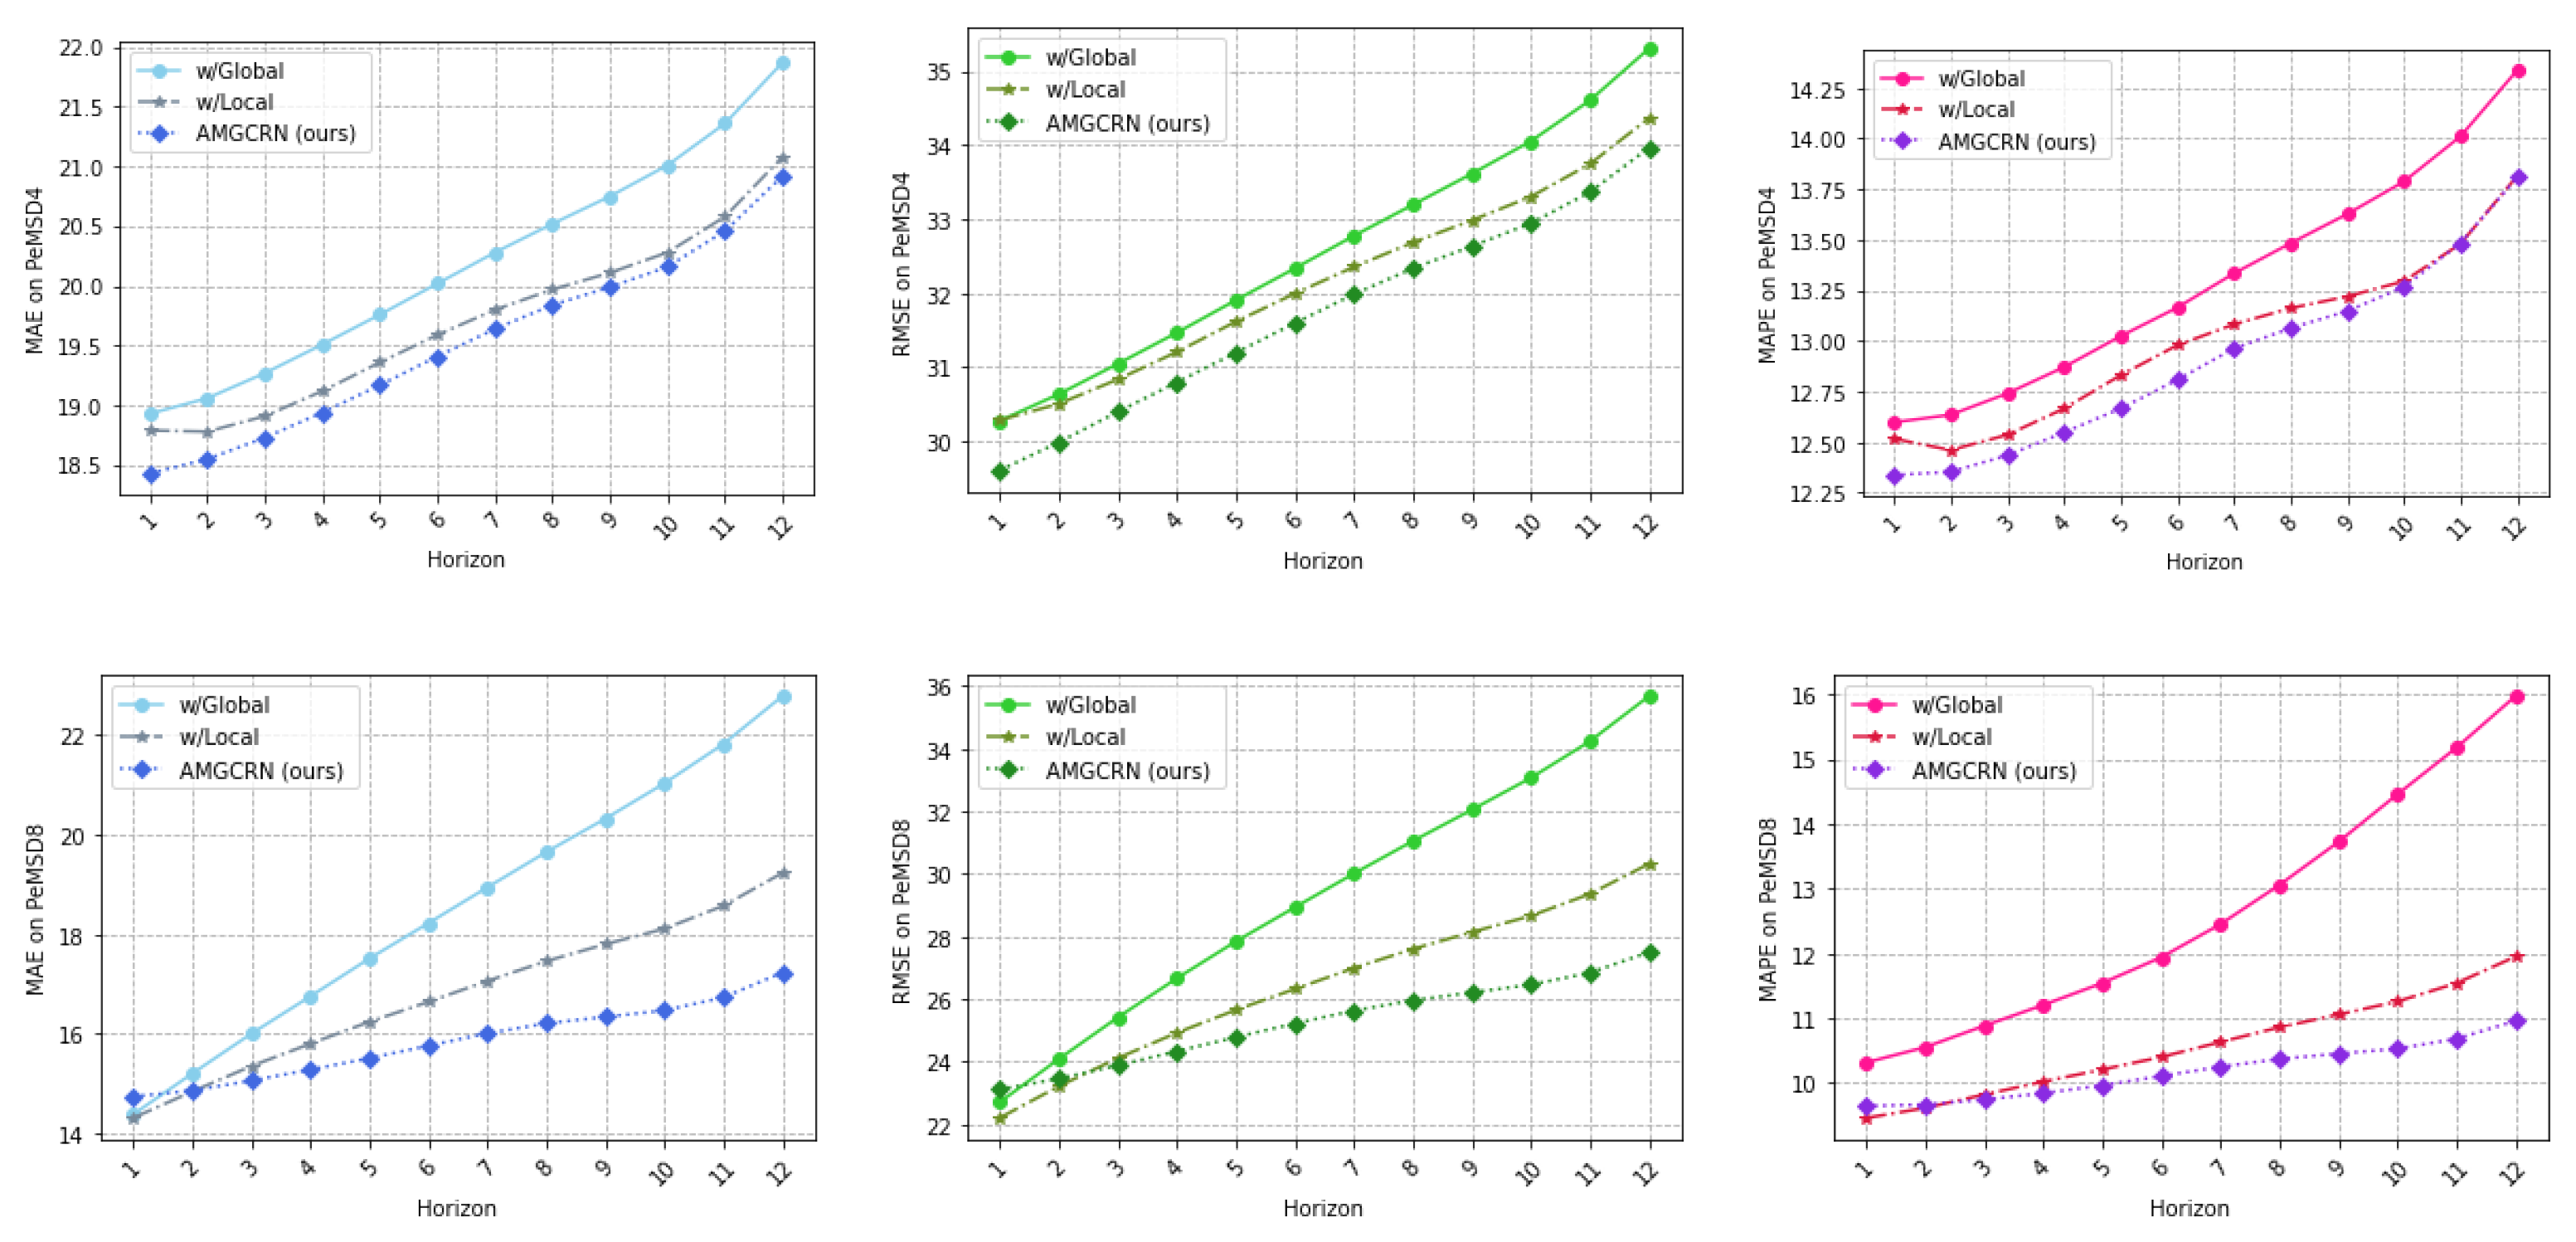 MAE on PeMSD4
22.0
21.5
21.0
20.5
20.0
19.5
19.0
18.5
w/Global
w/Local
AMGCRN (ours)
1 2 3 4 5 6 7 8 9 10 11 12
Horizon
RMSE on PeMSD4
35
34
33
32
31
30
w/Global
w/Local
AMGCRN (ours)
1 2 3 4 5 6 7 8 9 10 11 12
Horizon
MAPE on PeMSD4
14.25
14.00
13.75
13.50
13.25
13.00
12.75
12.50
12.25
w/Global
w/Local
AMGCRN (ours)
1 2 3 4 5 6 7 8 9 10 11 12
Horizon
MAE on PeMSD8
22
20
18
16
14
w/Global
w/Local
AMGCRN (ours)
1 2 3 4 5 6 7 8 9 10 11 12
Horizon
RMSE on PeMSD8
36
34
32
30
28
26
24
22
w/Global
w/Local
AMGCRN (ours)
1 2 3 4 5 6 7 8 9 10 11 12
Horizon
MAPE on PeMSD8
16
15
14
13
12
11
10
w/Global
w/Local
AMGCRN (ours)
1 2 3 4 5 6 7 8 9 10 11 12
Horizon